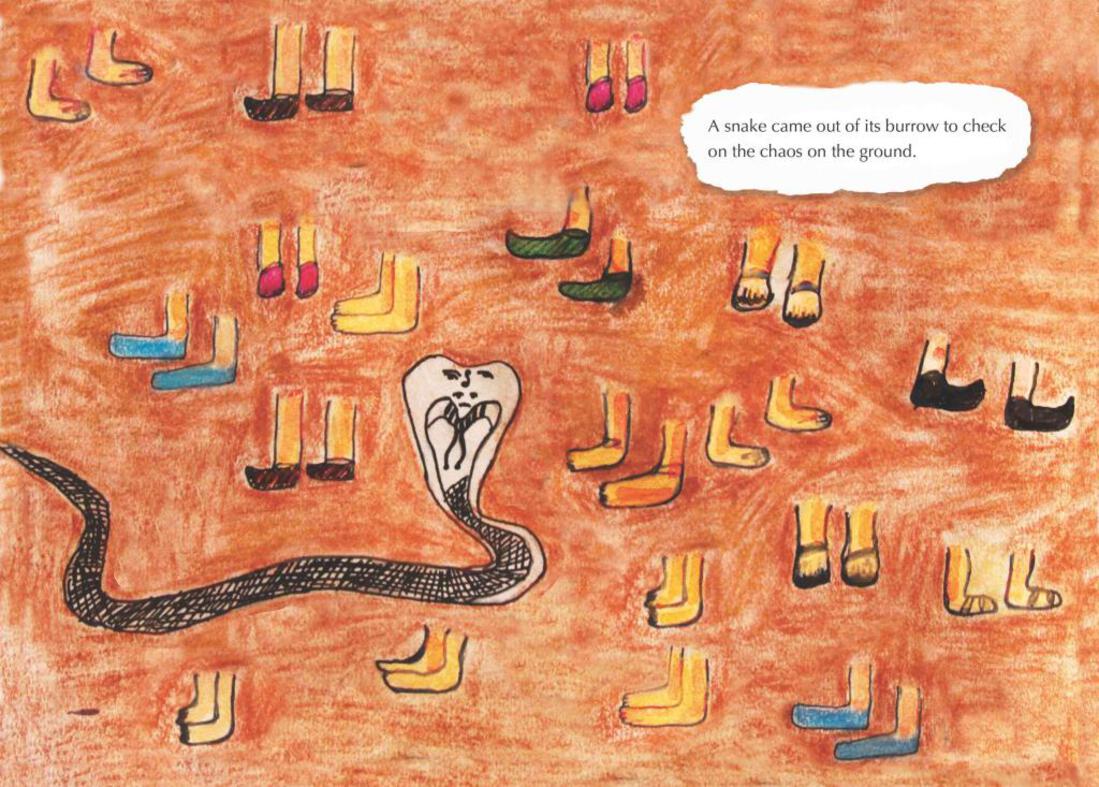 A snake came out of its burrow to check
on the chaos on the ground.